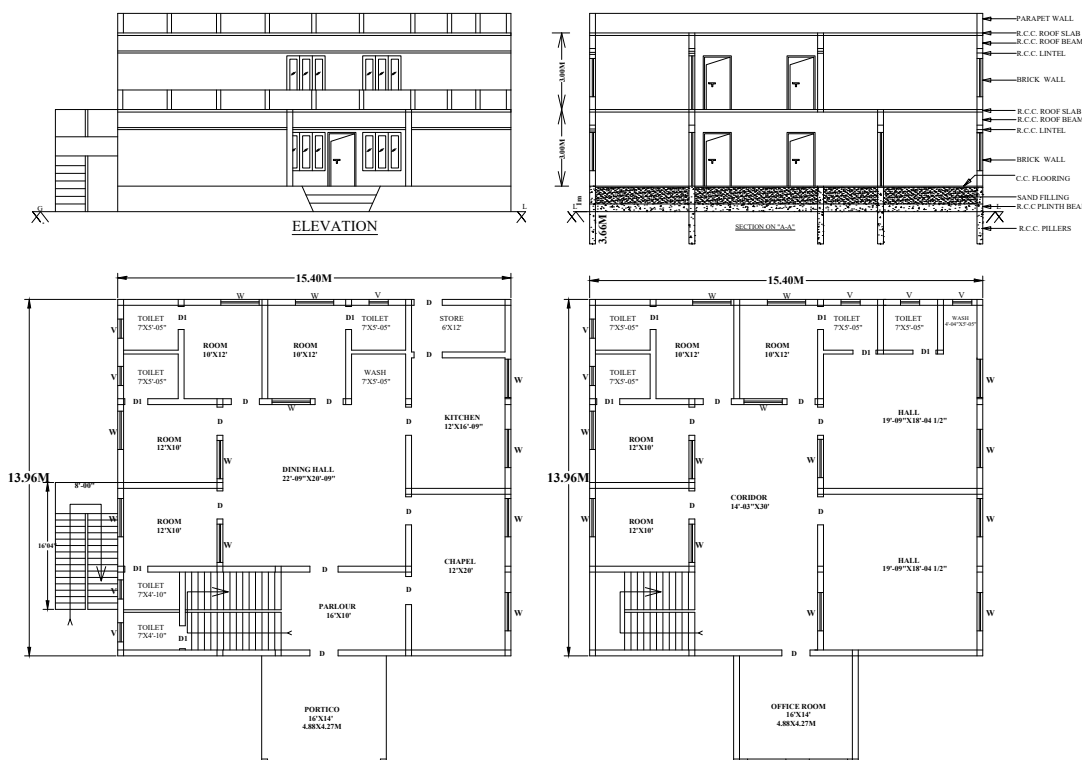 PARAPET WALL
R.C.C. ROOF SLAB
R.C.C. ROOF BEAM
R.C.C. LINTEL
BRICK WALL
R.C.C. ROOF SLAB
R.C.C. ROOF BEAM
R.C.C. LINTEL
BRICK WALL
C.C. FLOORING
SAND FILLING
R.C.C PLINTH BEAM
R.C.C. PILLERS
3.00M
3.00M
1m
3.66M
G
L
L
L
ELEVATION
SECTION ON "A-A"
15.40M
W
W
V
D
TOILET
7'X5'-05"
D1
ROOM
10'X12'
ROOM
10'X12'
TOILET
7'X5'-05"
STORE
6'X12'
D
V
TOILET
7'X5'-05"
V
WASH
7'X5'-05"
W
D1
D
W
D
D
W
ROOM
12'X10'
D
W
KITCHEN
12'X16'-09"
D
W
DINING HALL
22'-09"X20'-09"
13.96M
8'-00"
16'04"
W
ROOM
12'X10'
D
W
D
W
CHAPEL
12'X20'
D1
D
TOILET
7'X4'-10"
V
D
PARLOUR
16'X10'
W
TOILET
7'X4'-10"
V
D1
D
PORTICO
16'X14'
4.88X4.27M
15.40M
W
W
V
V
V
TOILET
7'X5'-05"
D1
ROOM
10'X12'
ROOM
10'X12'
TOILET
7'X5'-05"
TOILET
7'X5'-05"
WASH
4'-04"X5'-05"
V
D1
D1
TOILET
7'X5'-05"
V
W
D1
D
W
D
D
W
ROOM
12'X10'
D
W
W
HALL
19'-09"X18'-04 1/2"
W
13.96M
CORIDOR
14'-03"X30'
W
ROOM
12'X10'
D
W
D
W
HALL
19'-09"X18'-04 1/2"
W
D
OFFICE ROOM
16'X14'
4.88X4.27M